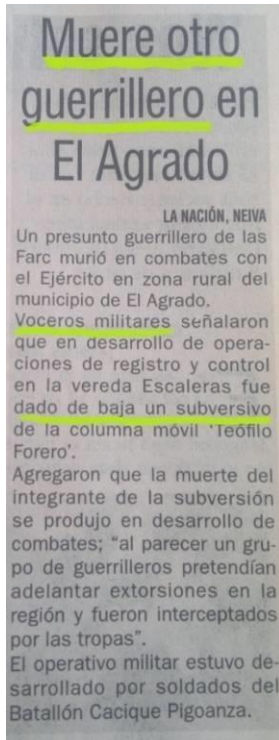 Muere otro
guerrillero en
El Agrado
LA NACIÓN, NEIVA
Un presunto guerrillero de las
Farc murió en combates con
el Ejército en zona rural del
municipio de El Agrado.
Voceros militares señalaron
que en desarrollo de opera-
ciones de registro y control
en la vereda Escaleras fue
dado de baja un subversivo
de la columna móvil 'Teófilo
Forero'.
Agregaron que la muerte del
integrante de la subversión
se produjo en desarrollo de
combates; "al parecer un gru-
po de guerrilleros pretendían
adelantar extorsiones en la
región y fueron interceptados
por las tropas".
El operativo militar estuvo de-
sarrollado por soldados del
Batallón Cacique Pigoanza.